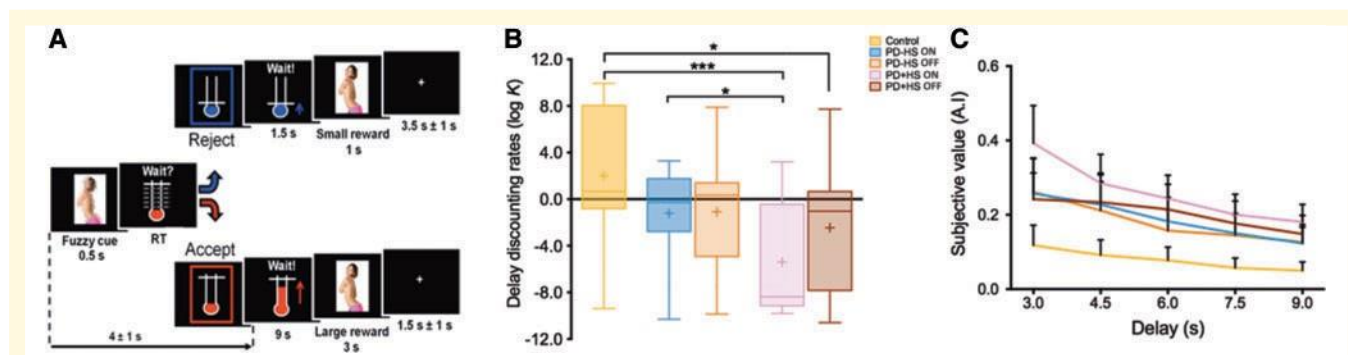 A
Wait!
Reject
1.5 s
Small reward
1 s
3.5 s ± 1 s
Wait?
Fuzzy cue
0.5 s
RT
Accept
Wait!
4 ± 1 s
9 s
Large reward
3 s
1.5 s ± 1 s
B
Delay discounting rates (log K)
12.0
8.0
4.0
0.0
-4.0
-8.0
-12.0
*
***
*
Control
PD-HS ON
PD-HS OFF
PD+HS ON
PD+HS OFF
C
Subjective value (A.I)
0.6
0.4
0.2
0.0
3.0 4.5 6.0 7.5 9.0
Delay (s)